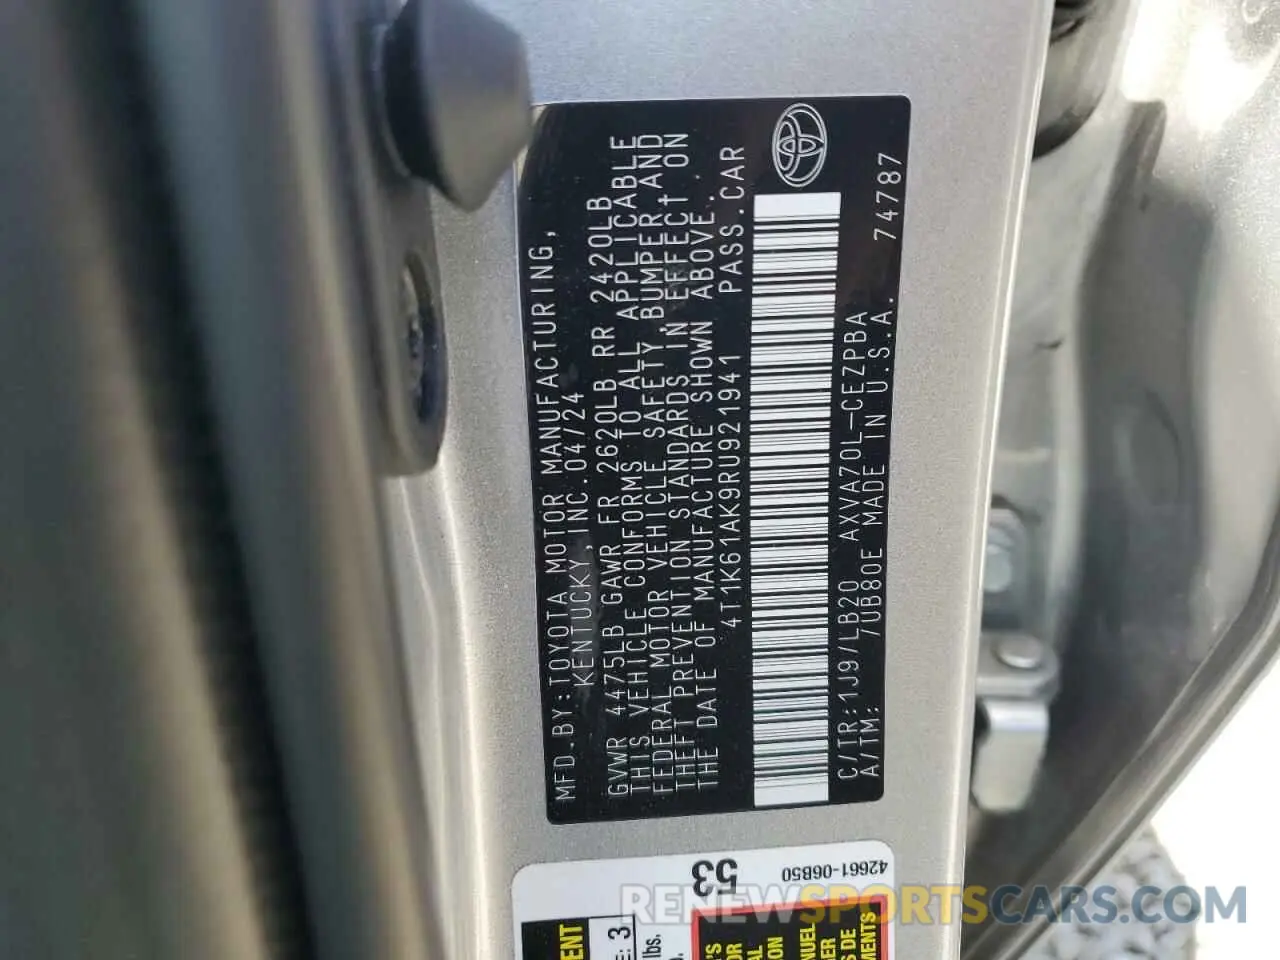 MFD.BY:TOYOTA MOTOR MANUFACTURING,
KENTUCKY, INC.04/24
GVWR 4475LB GAWR FR 2620LB RR 2420LB
THIS VEHICLE CONFORMS TO ALL APPLICABLE
FEDERAL MOTOR VEHICLE SAFETY,BUMPER,AND
THEFT PREVENTION STANDARDS IN EFFECT ON
THE DATE OF MANUFACTURE SHOWN ABOVE.
4T1K61AK9RU921941 PASS.CAR
C/TR:1J9/LB20 AXVA70L-CEZPBA
A/TM: /UB80E MADE IN U.S.A. 74787
53
42661-06B50
3
lbs.
RENEWSPORTSCARS.COM